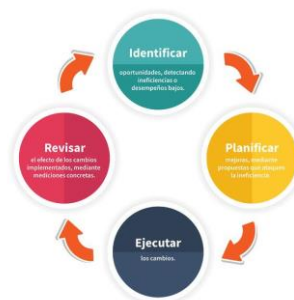 Identificar
oportunidades, detectando
ineficiencias o
desempeños bajos.
Planificar
mejoras, mediante
propuestas que ataquen
la ineficiencia.
Ejecutar
los cambios.
Revisar
el efecto de los cambios
implementados, mediante
mediciones concretas.